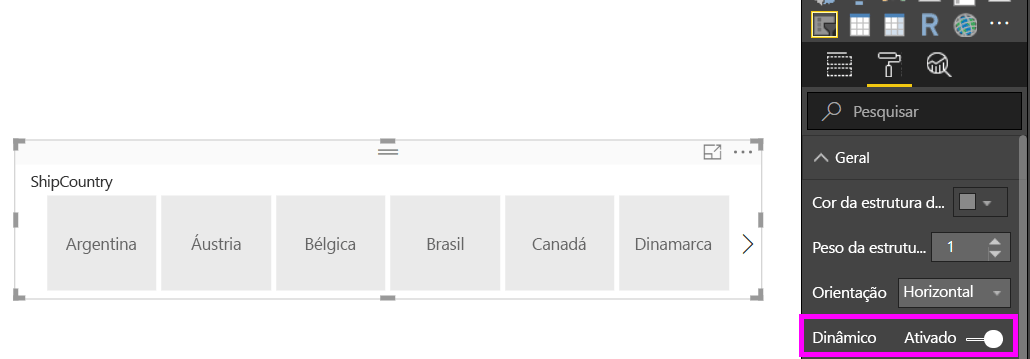 R
Pesquisar
Geral
ShipCountry
Cor da estrutura d...
Argentina Áustria Bélgica Brasil Canadá Dinamarca
Peso da estrutu... 1
Orientação Horizontal
Dinâmico Ativado